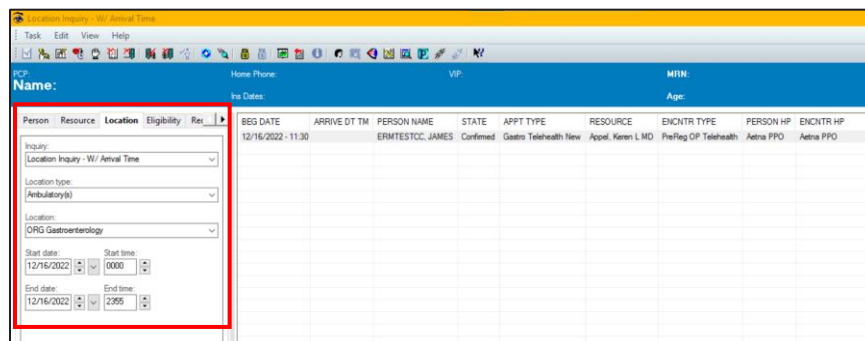 Location Inquiry - W/ Arrival Time
Task Edit View Help
PCP: Home Phone: VIP: MRN:
Name:
Ins Dates: Age:
Person Resource Location Eligibility
BEG DATE ARRIVE DT TM PERSON NAME STATE APPT TYPE RESOURCE ENCNTR TYPE PERSON HP ENCNTR HP
12/16/2022 - 11:30 ERMTESTCC, JAMES Confirmed Gastro Telehealth New Appel, Keren L MD PreReg OP Telehealth Aetna PPO Aetna PPO
Inquiry:
Location Inquiry - W/ Arrival Time
Location type:
Ambulatory(s)
Location:
ORG Gastroenterology
Start date: Start time:
12/16/2022 0000
End date: End time:
12/16/2022 2355